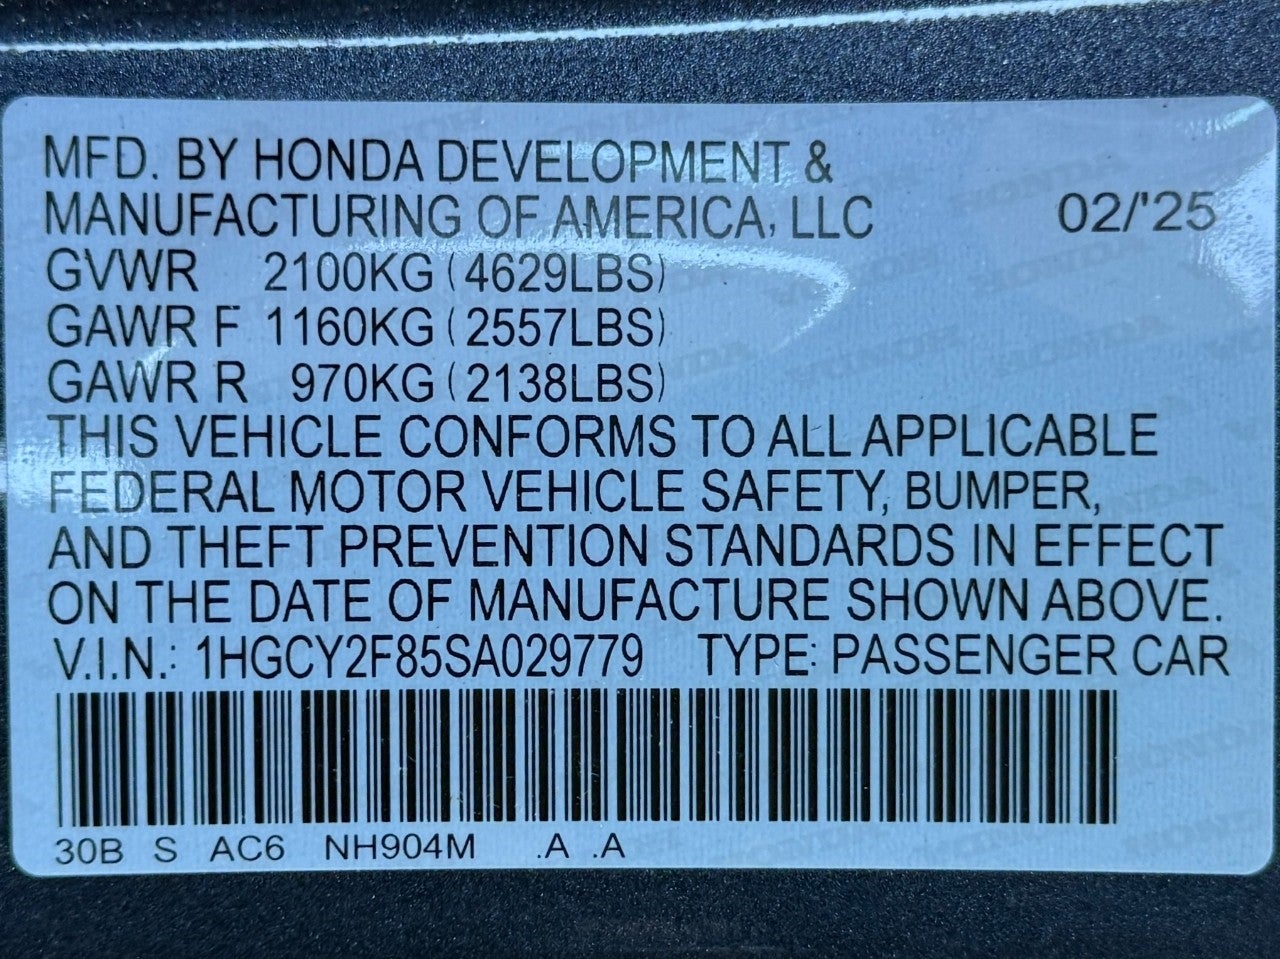 MFD. BY HONDA DEVELOPMENT &
MANUFACTURING OF AMERICA, LLC 02/'25
GVWR 2100KG (4629LBS)
GAWR F 1160KG (2557LBS)
GAWR R 970KG (2138LBS)
THIS VEHICLE CONFORMS TO ALL APPLICABLE
FEDERAL MOTOR VEHICLE SAFETY, BUMPER,
AND THEFT PREVENTION STANDARDS IN EFFECT
ON THE DATE OF MANUFACTURE SHOWN ABOVE.
V.I.N.: 1HGCY2F85SA029779 TYPE: PASSENGER CAR
30B S AC6 NH904M .A .A